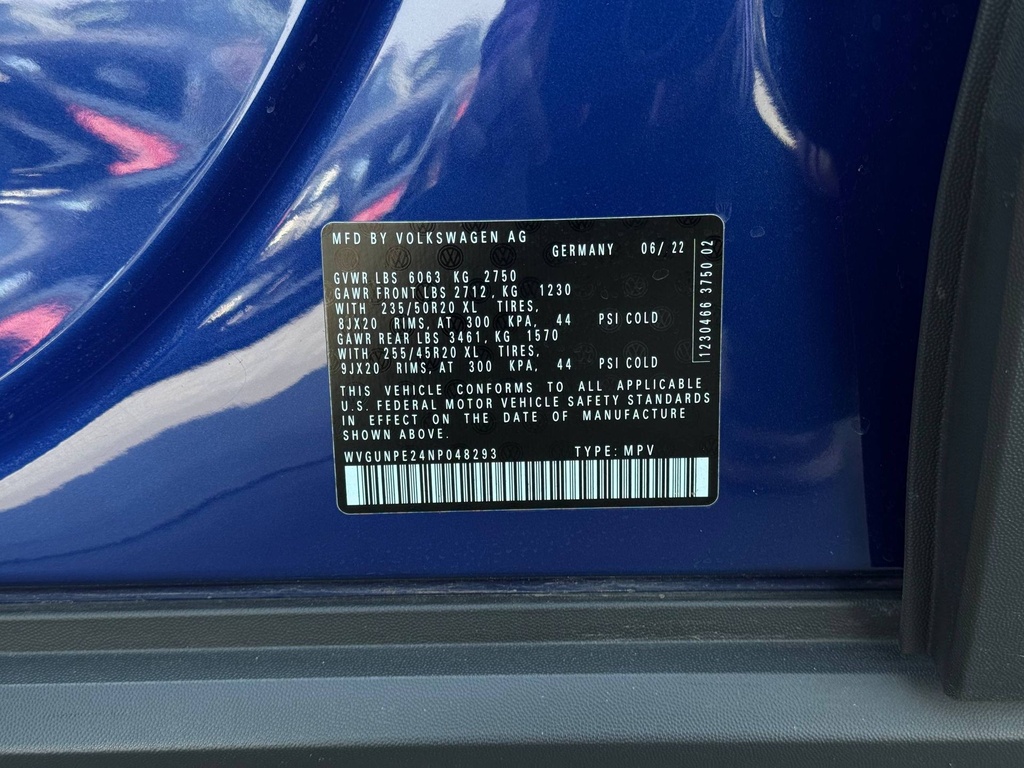 MFD BY VOLKSWAGEN AG
GERMANY 06/ 22
GVWR LBS 6063 KG 2750
GAWR FRONT LBS 2712 , KG 1230
WITH 235/50R20 XL TIRES,
8JX20 RIMS, AT 300 KPA, 44 PSI COLD
GAWR REAR LBS 3461, KG 1570
WITH 255/45R20 XL TIRES,
9JX20 RIMS, AT 300 KPA, 44 PSI COLD
THIS VEHICLE CONFORMS TO ALL APPLICABLE
U.S. FEDERAL MOTOR VEHICLE SAFETY STANDARDS
IN EFFECT ON THE DATE OF MANUFACTURE
SHOWN ABOVE.
WVGUNPE24NP048293 TYPE: MPV
1230466 3750 02